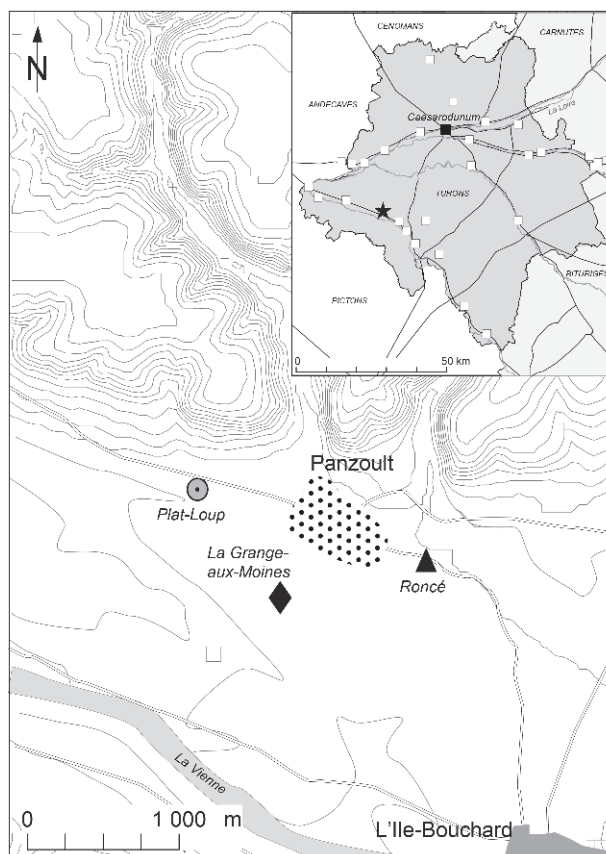 N
CENOMANS
CARNUTES
ANDECAVES
Caesarodunum
La Loire
TURONS
BITURIGES
PICTONS
0 50 km
Panzoult
Plat-Loup
La Grange-
aux-Moines
Roncé
La Vienne
0 1 000 m
L'Ile-Bouchard